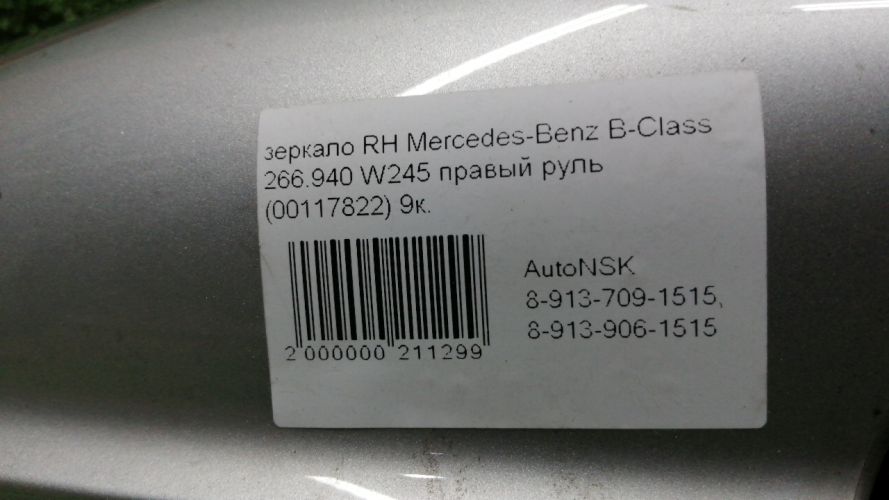 зеркало RH Mercedes-Benz B-Class
266.940 W245 правый руль
(00117822) 9к.
AutoNSK
8-913-709-1515,
8-913-906-1515
2 000000 211299